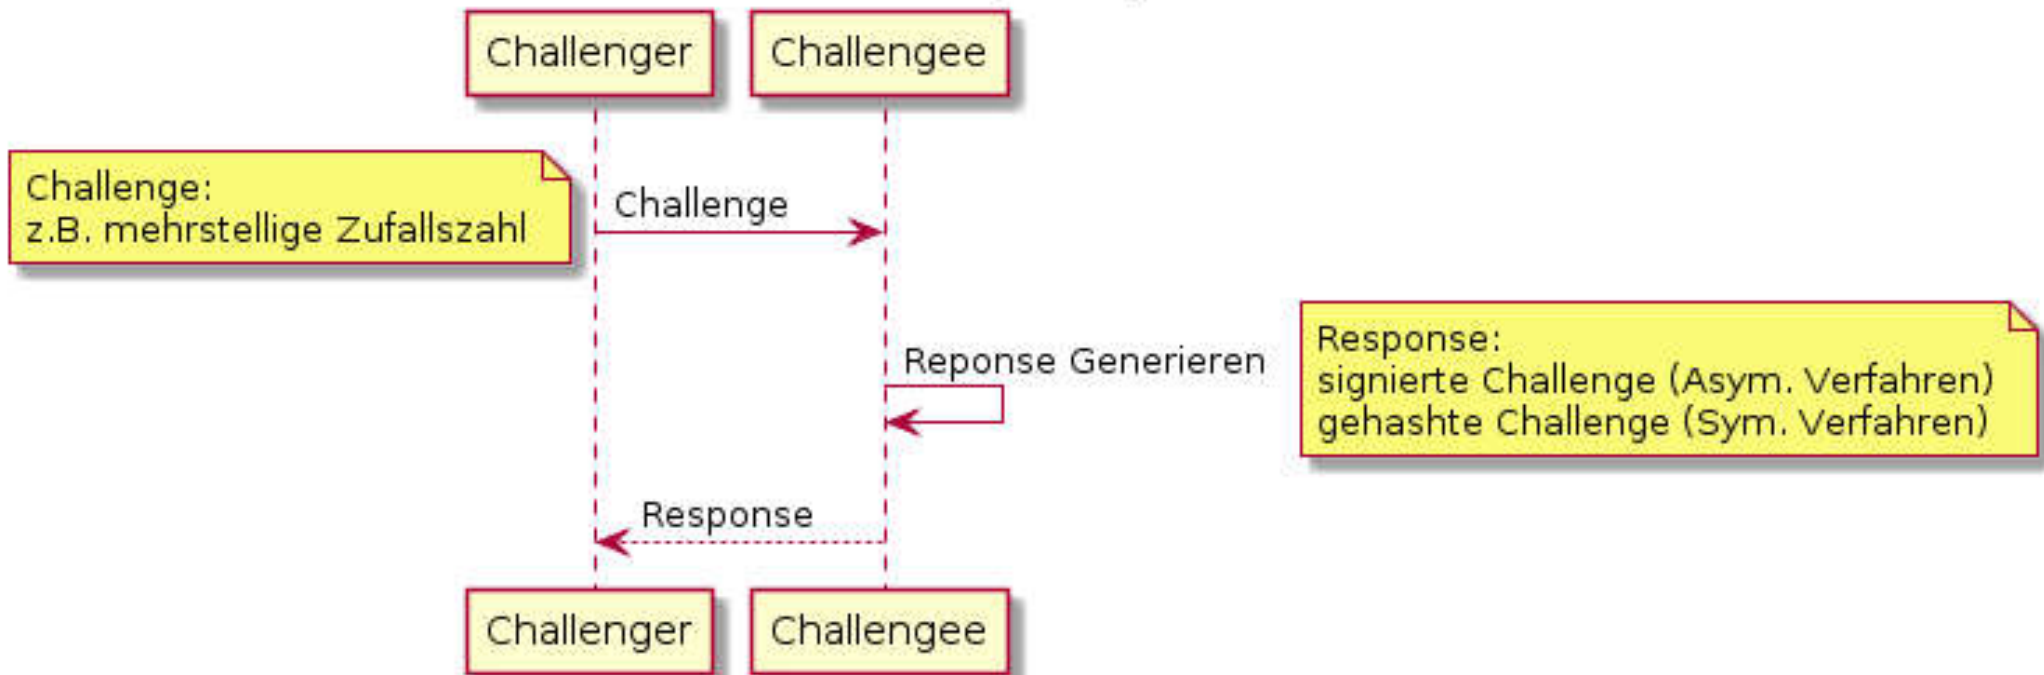 Challenger
Challengee
Challenge:
z.B. mehrstellige Zufallszahl
Challenge
Reponse Generieren
Response:
signierte Challenge (Asym. Verfahren)
gehashte Challenge (Sym. Verfahren)
Response
Challenger
Challengee